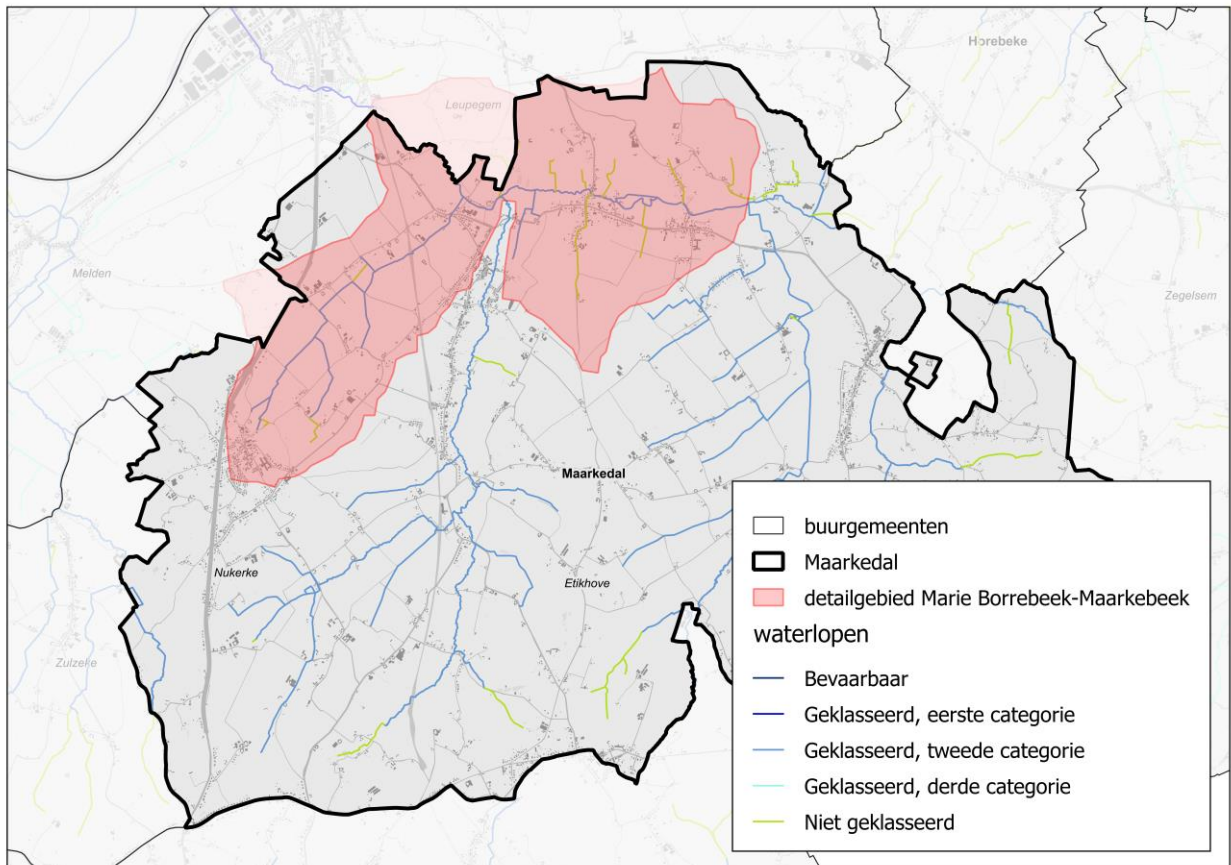 Horebeke
Leupegem
Melden
Zegelsem
Maarkedal
Nukerke
Etikhove
Zulzeke
buurgemeenten
Maarkedal
detailgebied Marie Borrebeek-Maarkebeek
waterlopen
Bevaarbaar
Geklasseerd, eerste categorie
Geklasseerd, tweede categorie
Geklasseerd, derde categorie
Niet geklasseerd